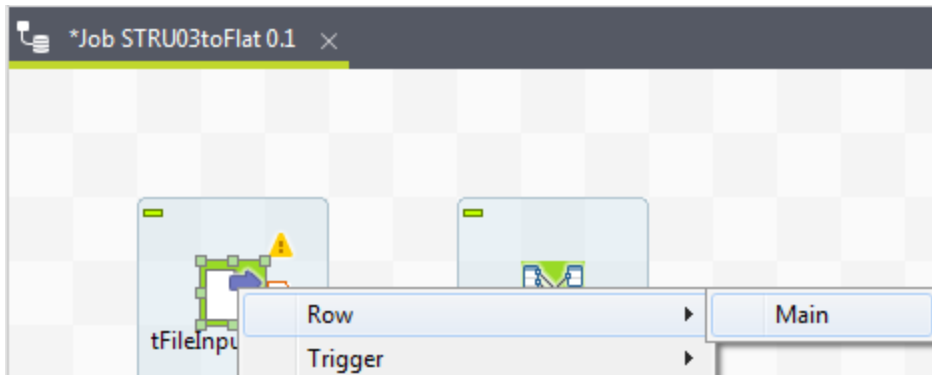 *Job STRU03toFlat 0.1
Row
Main
tFileInpu
Trigger